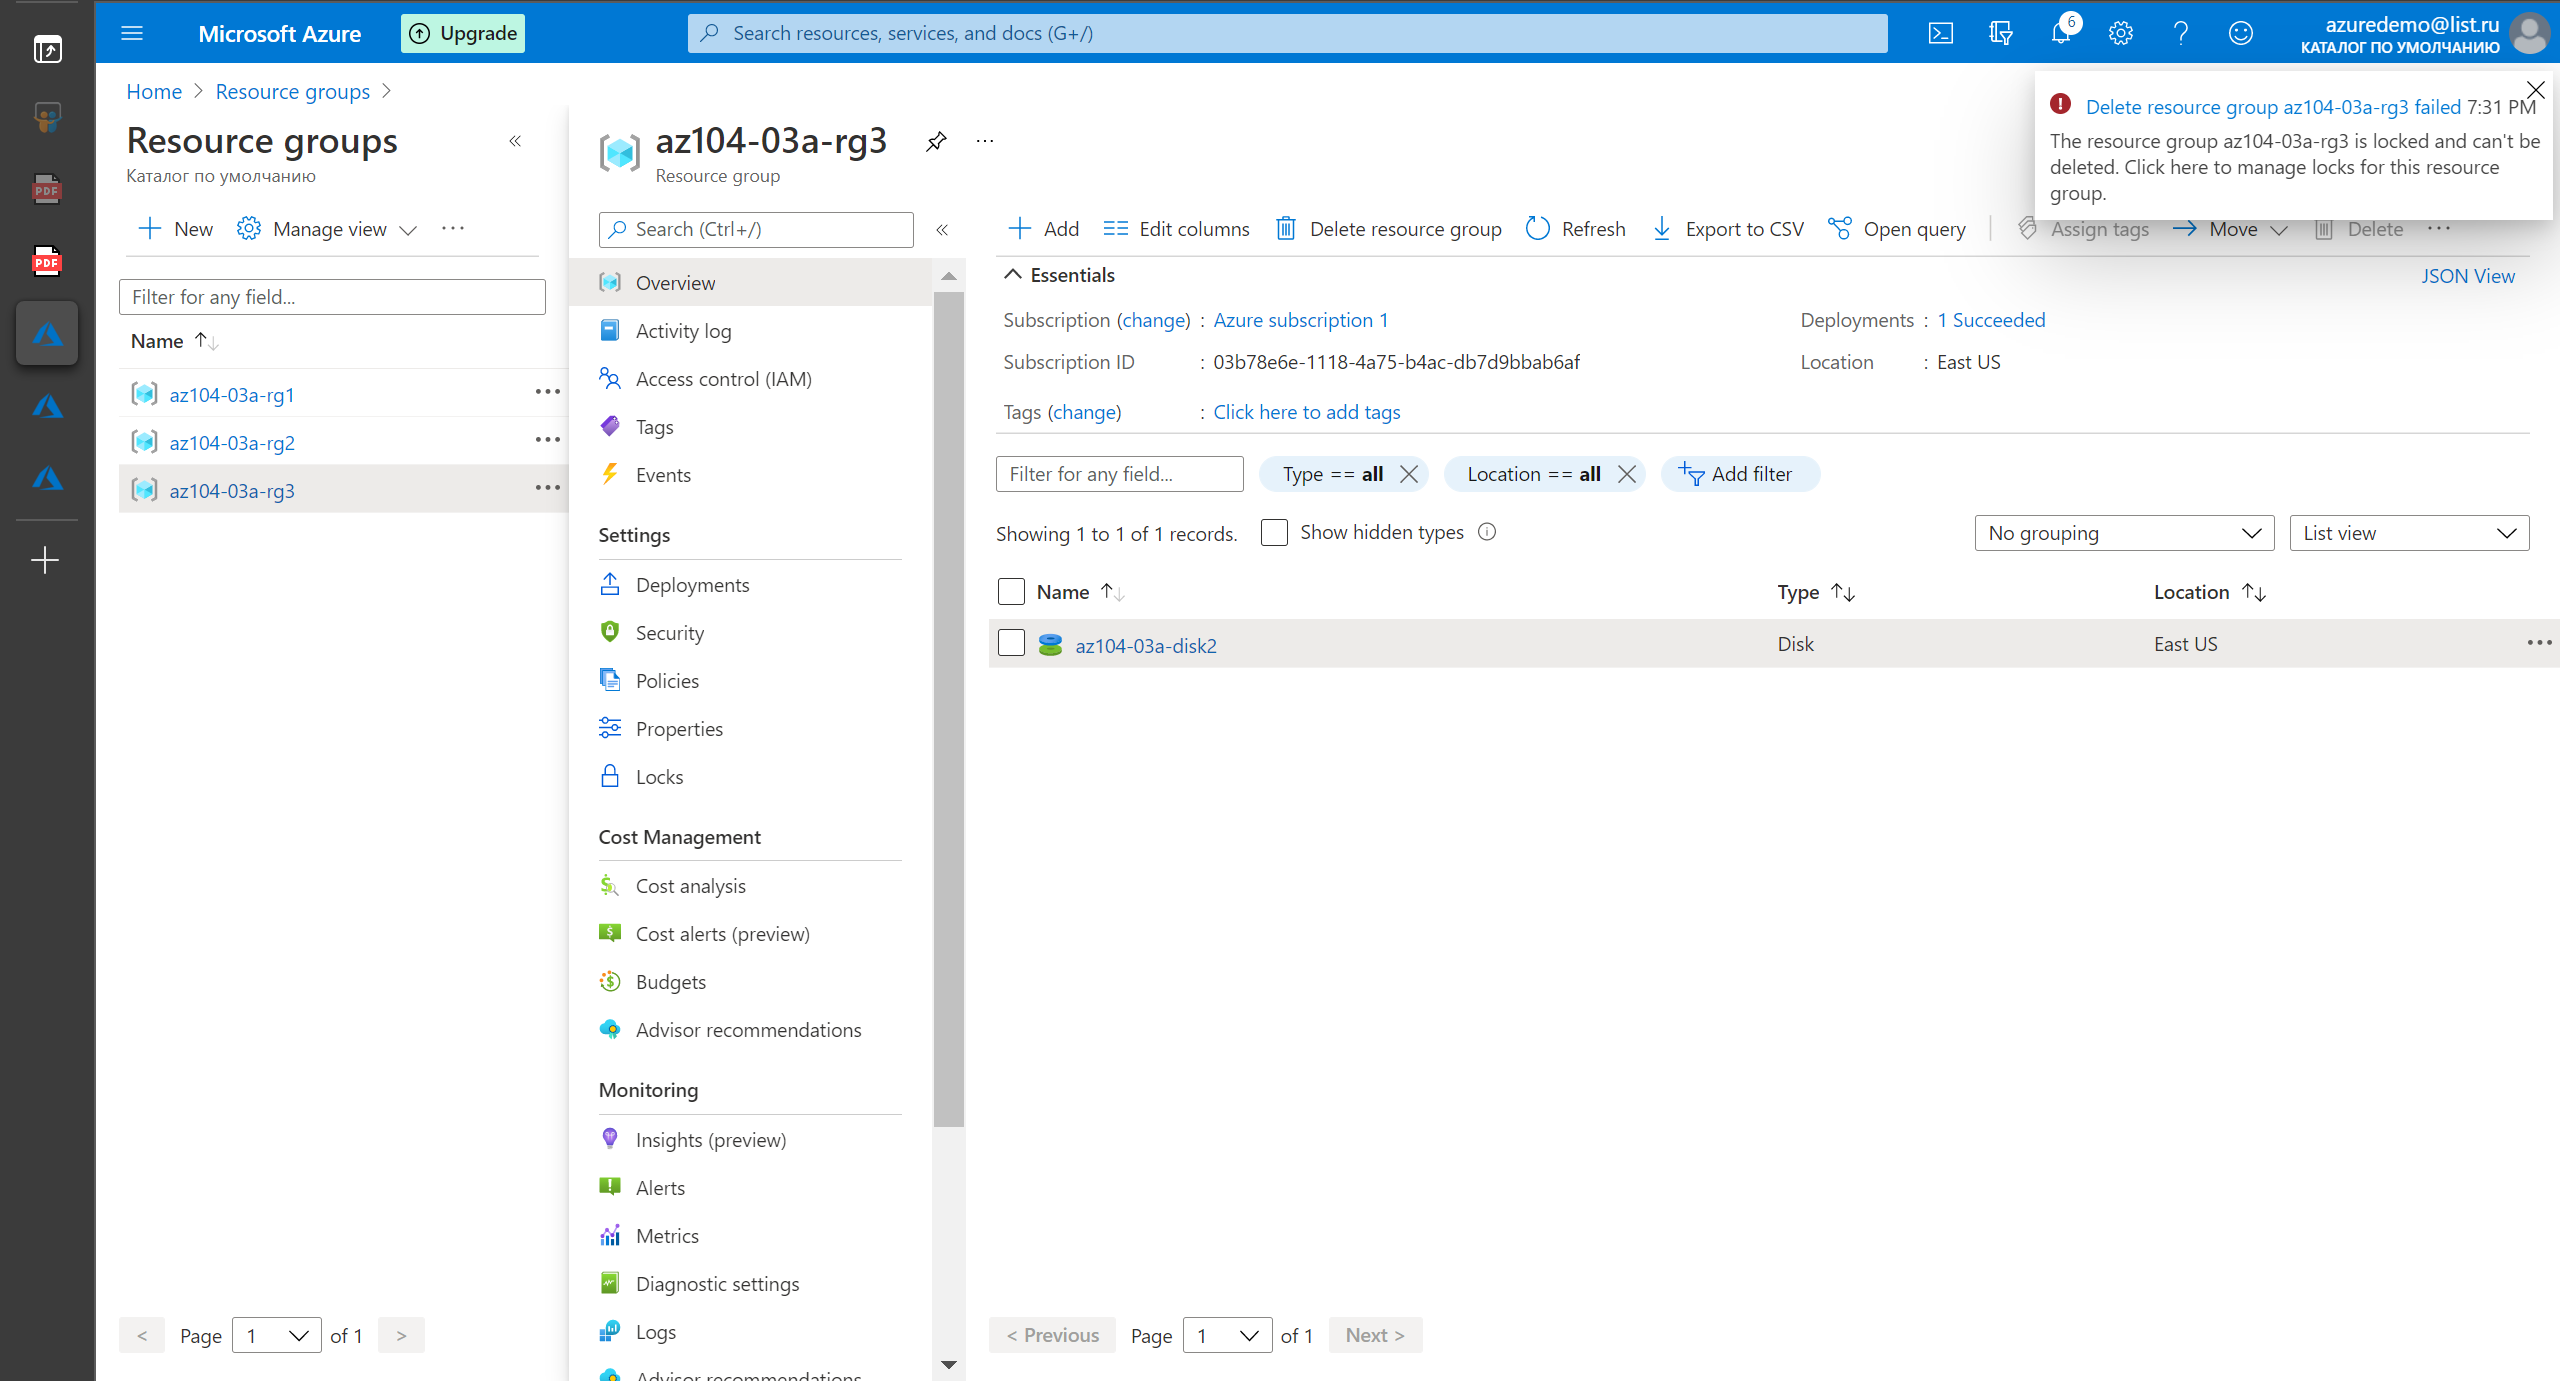 Microsoft Azure
Upgrade
Search resources, services, and docs (G+/)
6
azuredemo@list.ru
КАТАЛОГ ПО УМОЛЧАНИЮ
Home > Resource groups >
Resource groups
Каталог по умолчанию
New
Manage view
Filter for any field...
Name
az104-03a-rg1
az104-03a-rg2
az104-03a-rg3
< Page 1 of 1 >
az104-03a-rg3
Resource group
Search (Ctrl+/)
Overview
Activity log
Access control (IAM)
Tags
Events
Settings
Deployments
Security
Policies
Properties
Locks
Cost Management
Cost analysis
Cost alerts (preview)
Budgets
Advisor recommendations
Monitoring
Insights (preview)
Alerts
Metrics
Diagnostic settings
Logs
Advisor recommendations
Delete resource group az104-03a-rg3 failed 7:31 PM
The resource group az104-03a-rg3 is locked and can't be
deleted. Click here to manage locks for this resource
group.
Add
Edit columns
Delete resource group
Refresh
Export to CSV
Open query
Assign tags
Move
Delete
Essentials
JSON View
Subscription (change) : Azure subscription 1
Deployments : 1 Succeeded
Subscription ID : 03b78e6e-1118-4a75-b4ac-db7d9bbab6af
Location : East US
Tags (change) : Click here to add tags
Filter for any field...
Type == all
Location == all
Add filter
Showing 1 to 1 of 1 records.
Show hidden types
No grouping
List view
Name
Type
Location
az104-03a-disk2
Disk
East US
< Previous Page 1 of 1 Next >
PDF
PDF